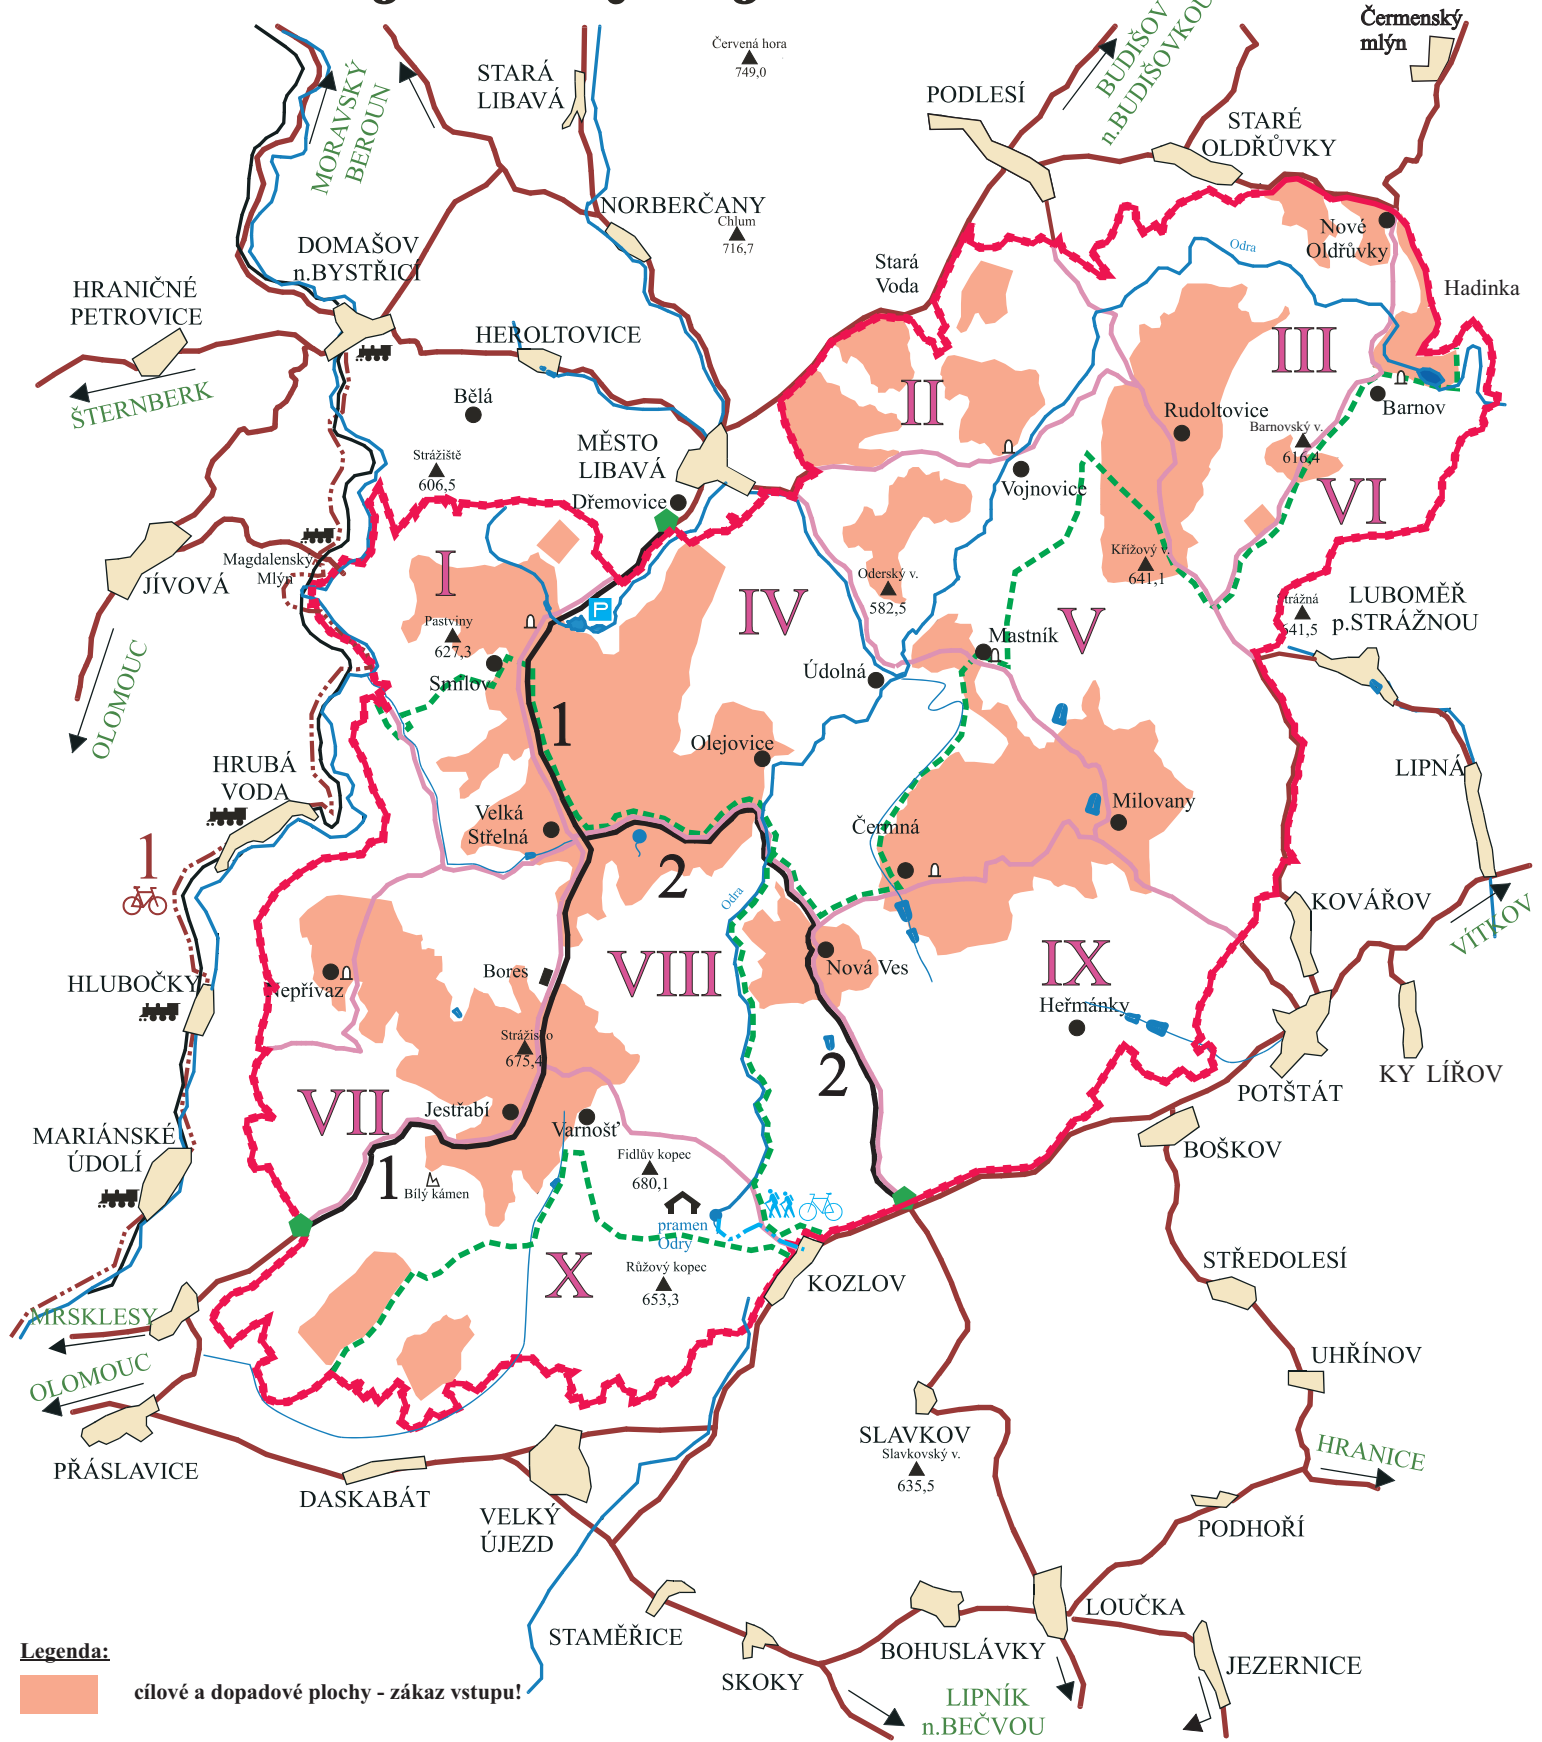 Červená hora
749,0
Čermenský
mlýn
STARÁ
LIBAVÁ
MORAVSKÝ
BEROUN
PODLESÍ
BUDIŠOV
n.BUDIŠOVKOU
STARÉ
OLDŘŮVKY
NORBERČANY
Chlum
716,7
DOMAŠOV
n.BYSTŘICÍ
Nové
Oldřůvky
Odra
Stará
Voda
Hadinka
HRANIČNÉ
PETROVICE
HEROLTOVICE
III
ŠTERNBERK
Bělá
II
Rudoltovice
Barnov
Barnovský v.
616,4
MĚSTO
LIBAVÁ
Strážiště
606,5
Dřemovice
Vojnovice
VI
Magdalenský
Mlýn
JÍVOVÁ
I
P
IV
Oderský v.
582,5
Křížový v.
641,1
V
trážná
641,5
LUBOMĚŘ
p.STRÁŽNOU
Pastviny
627,3
Smilov
Mastník
Údolná
OLOMOUC
1
Olejovice
HRUBÁ
VODA
LIPNÁ
Velká
Střelná
Čermná
Milovany
1
2
Odra
KOVÁŘOV
VÍTKOV
HLUBOČKY
Nepřívaz
Bores
VIII
Nová Ves
IX
Heřmánky
Strážisko
675,4
2
POTŠTÁT
KY LÍŘOV
VII
Jestřabí
Varnošť
MARIÁNSKÉ
ÚDOLÍ
BOŠKOV
1
Bílý kámen
Fidlův kopec
680,1
pramen
Odry
X
Růžový kopec
653,3
KOZLOV
STŘEDOLESÍ
MRSKLESY
OLOMOUC
UHŘÍNOV
SLAVKOV
Slavkovský v.
635,5
HRANICE
PŘÁSLAVICE
DASKABÁT
VELKÝ
ÚJEZD
PODHOŘÍ
STAMĚŘICE
LOUČKA
BOHUSLÁVKY
JEZERNICE
SKOKY
LIPNÍK
n.BEČVOU
Legenda:
cílové a dopadové plochy - zákaz vstupu!